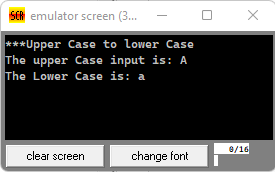 emulator screen (3...
***Upper Case to lower Case
The upper Case input is: A
The Lower Case is: a
clear screen
change font
0/16